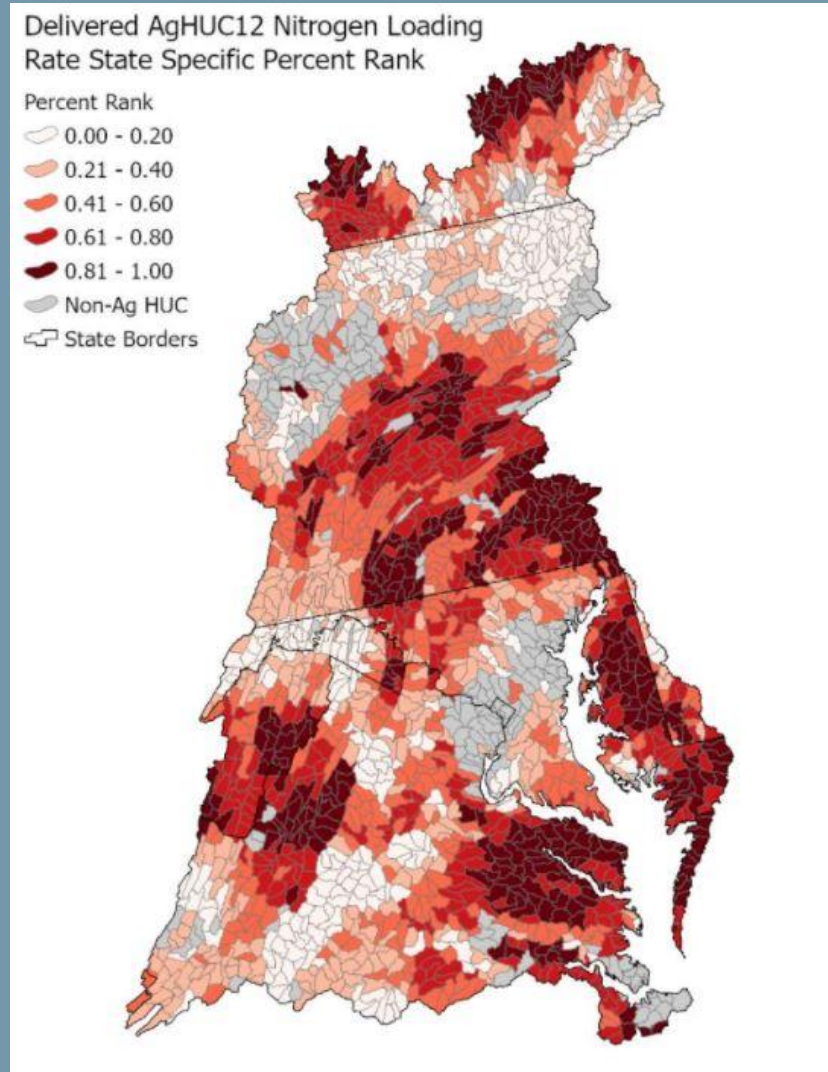 Delivered AgHUC12 Nitrogen Loading
Rate State Specific Percent Rank
Percent Rank
0.00 - 0.20
0.21 - 0.40
0.41 - 0.60
0.61 - 0.80
0.81 - 1.00
Non-Ag HUC
State Borders